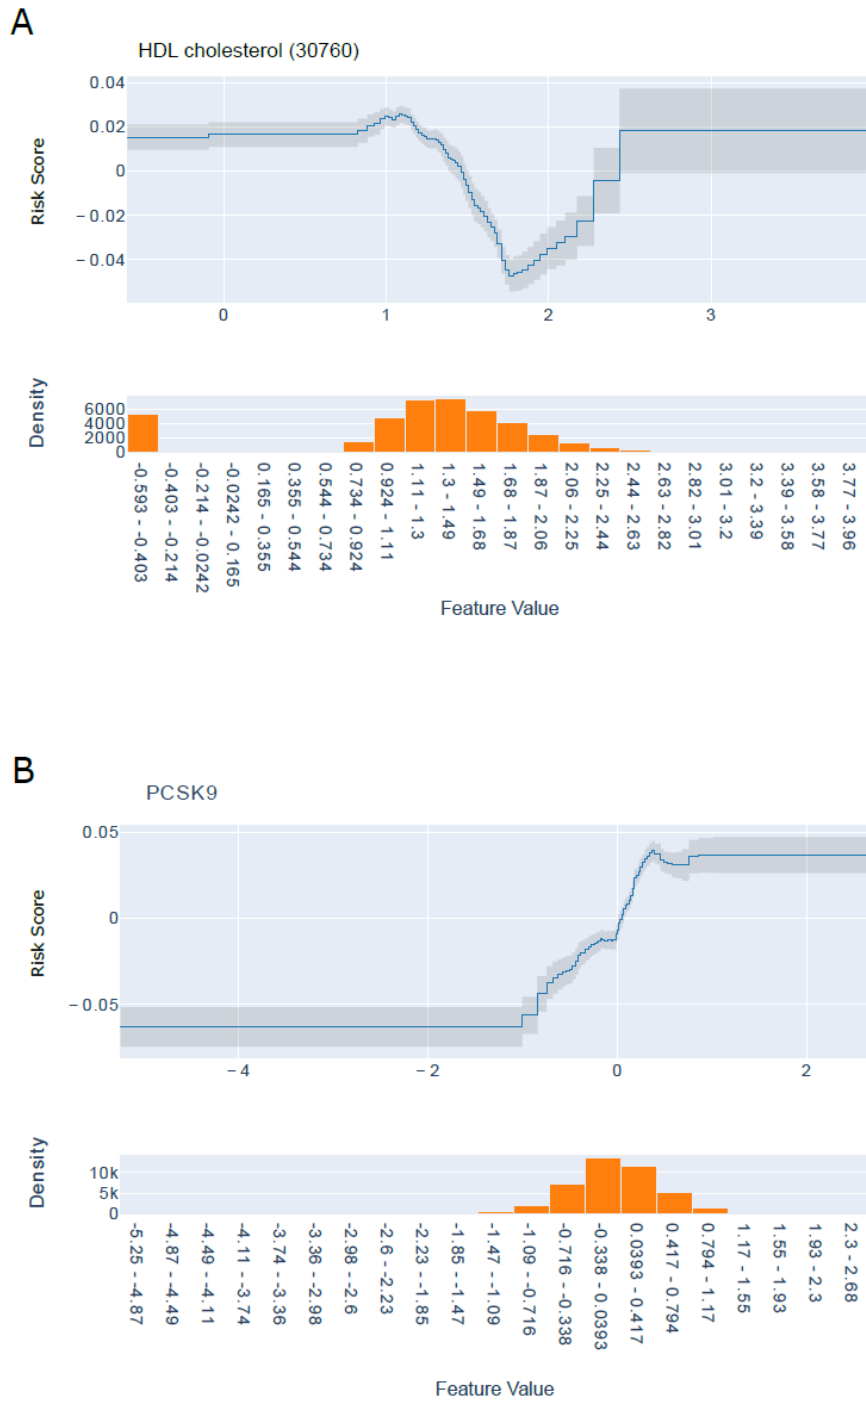 A
HDL cholesterol (30760)
0.04
0.02
0
−0.02
−0.04
Risk Score
0 1 2 3
Density
6000
4000
2000
0
-0.593 - -0.403
-0.403 - -0.214
-0.214 - -0.0242
-0.0242 - 0.165
0.165 - 0.355
0.355 - 0.544
0.544 - 0.734
0.734 - 0.924
0.924 - 1.11
1.11 - 1.3
1.3 - 1.49
1.49 - 1.68
1.68 - 1.87
1.87 - 2.06
2.06 - 2.25
2.25 - 2.44
2.44 - 2.63
2.63 - 2.82
2.82 - 3.01
3.01 - 3.2
3.2 - 3.39
3.39 - 3.58
3.58 - 3.77
3.77 - 3.96
Feature Value
B
PCSK9
0.05
0
−0.05
Risk Score
−4 −2 0 2
Density
10k
5k
0
-5.25 - -4.87
-4.87 - -4.49
-4.49 - -4.11
-4.11 - -3.74
-3.74 - -3.36
-3.36 - -2.98
-2.98 - -2.6
-2.6 - -2.23
-2.23 - -1.85
-1.85 - -1.47
-1.47 - -1.09
-1.09 - -0.716
-0.716 - -0.338
-0.338 - 0.0393
0.0393 - 0.417
0.417 - 0.794
0.794 - 1.17
1.17 - 1.55
1.55 - 1.93
1.93 - 2.3
2.3 - 2.68
Feature Value